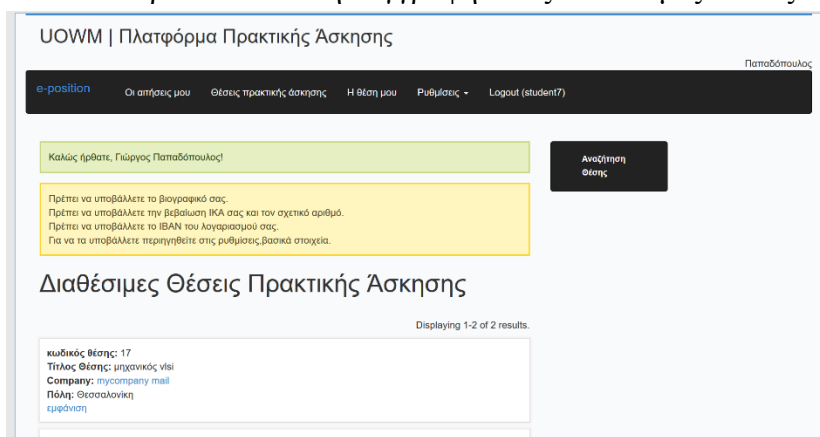 UOWM | Πλατφόρμα Πρακτικής Άσκησης
Παπαδόπουλος
e-position Οι αιτήσεις μου Θέσεις πρακτικής άσκησης Η θέση μου Ρυθμίσεις Logout (student7)
Καλώς ήρθατε, Γιώργος Παπαδόπουλος!
Αναζήτηση
Θέσης
Πρέπει να υποβάλλετε το βιογραφικό σας.
Πρέπει να υποβάλλετε την βεβαίωση ΙΚΑ σας και τον σχετικό αριθμό.
Πρέπει να υποβάλλετε το IBAN του λογαριασμού σας.
Για να τα υποβάλλετε περιηγηθείτε στις ρυθμίσεις,βασικά στοιχεία.
Διαθέσιμες Θέσεις Πρακτικής Άσκησης
Displaying 1-2 of 2 results.
κωδικός θέσης: 17
Τίτλος Θέσης: μηχανικός vlsi
Company: mycompany mail
Πόλη: Θεσσαλονίκη
εμφάνιση